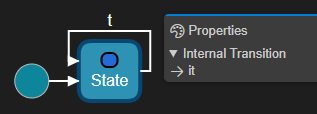 t
State
Properties
Internal Transition
it